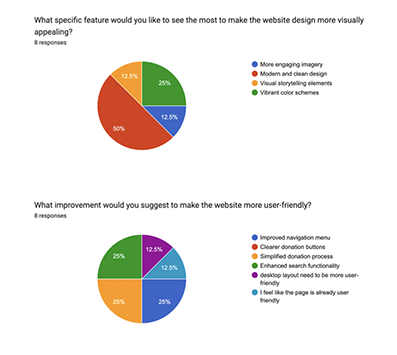 What specific feature would you like to see the most to make the website design more visually
appealing?
8 responses
12.5%
25%
12.5%
50%
More engaging imagery
Modern and clean design
Visual storytelling elements
Vibrant color schemes
What improvement would you suggest to make the website more user-friendly?
8 responses
25%
12.5%
12.5%
25%
25%
Improved navigation menu
Clearer donation buttons
Simplified donation process
Enhanced search functionality
desktop layout need to be more user-
friendly
I feel like the page is already user
friendly